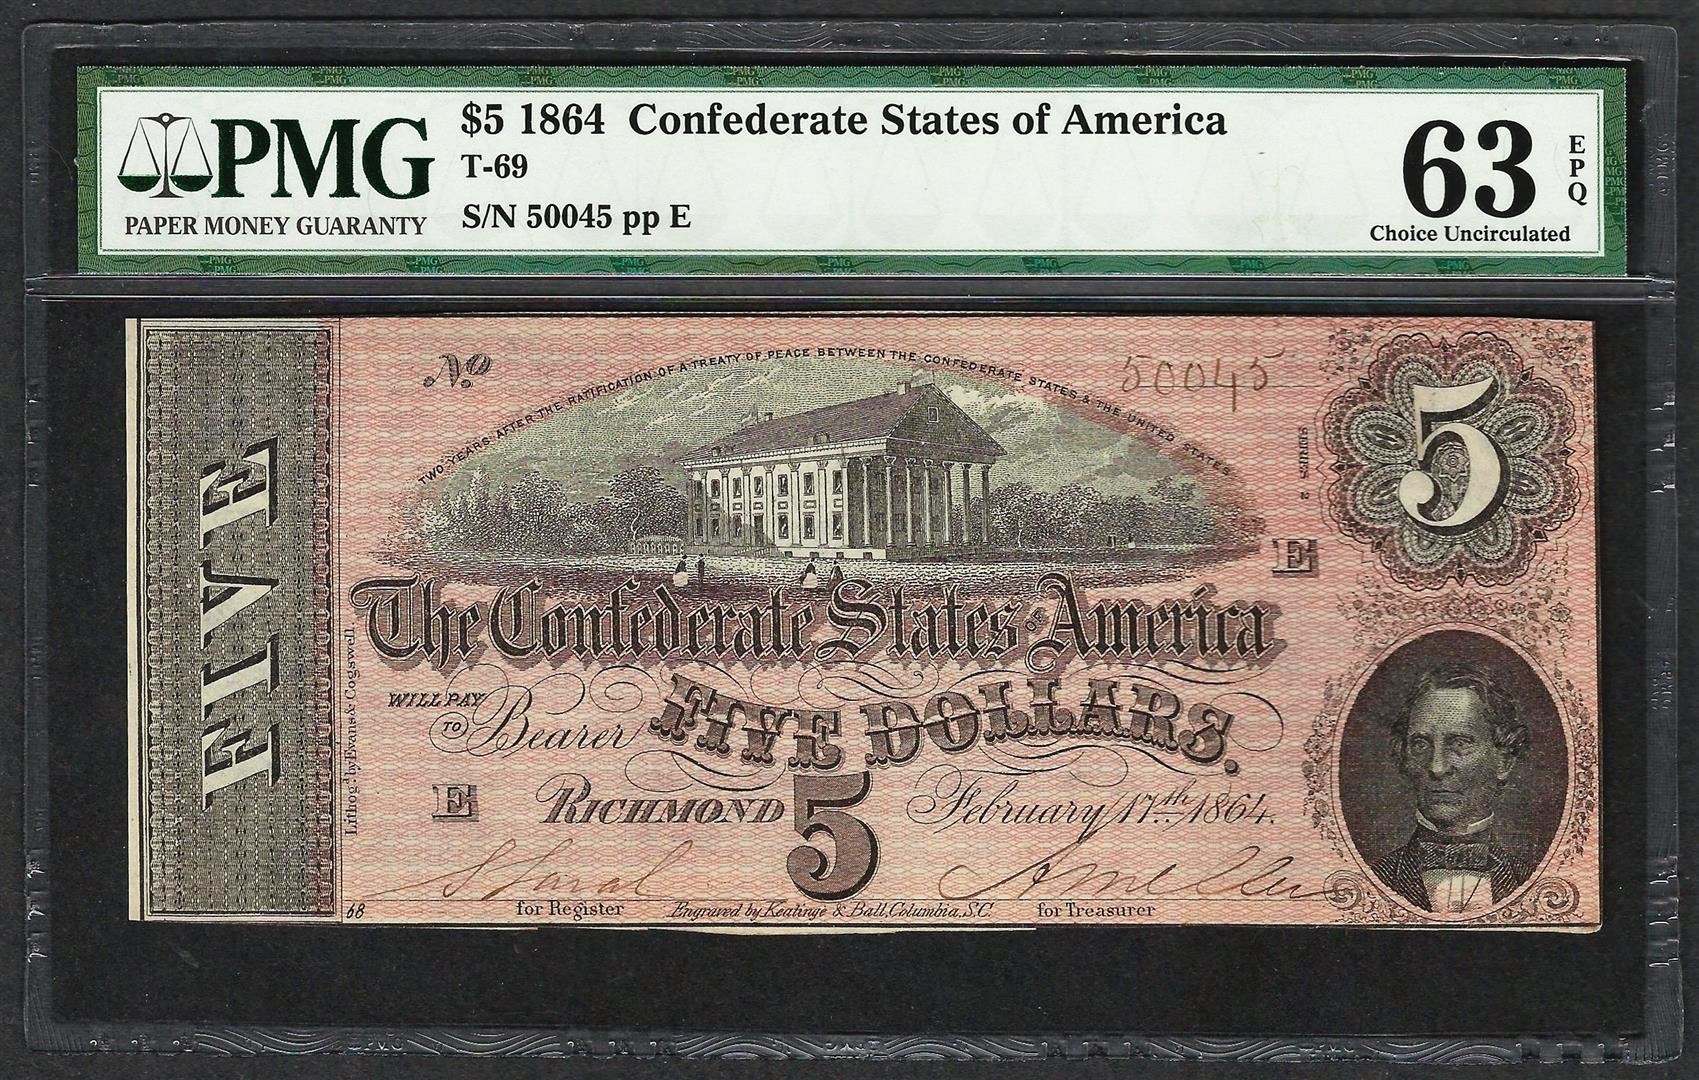 PMG
PAPER MONEY GUARANTY
$5 1864 Confederate States of America
T-69
S/N 50045 pp E
63
EPQ
Choice Uncirculated
FIVE
No
50045
TWO YEARS AFTER THE RATIFICATION OF A TREATY OF PEACE BETWEEN THE CONFEDERATE STATES & THE UNITED STATES
5
SERIES 2
E
The Confederate States OF America
WILL PAY
TO Bearer FIVE DOLLARS.
E RICHMOND 5 February 17th 1864.
Lithog'd by Evans & Cogswell
68
for Register
Engraved by Keatinge & Ball, Columbia, S.C.
for Treasurer